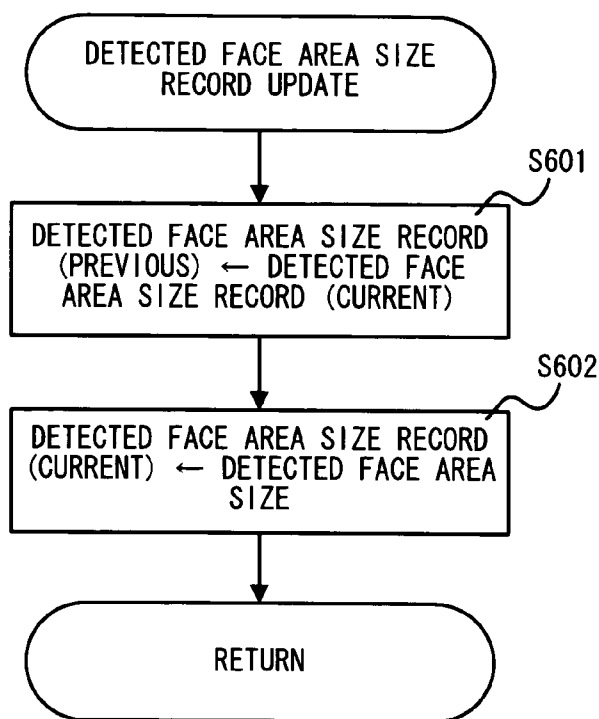 DETECTED FACE AREA SIZE
RECORD UPDATE
S601
DETECTED FACE AREA SIZE RECORD
(PREVIOUS) ← DETECTED FACE
AREA SIZE RECORD (CURRENT)
S602
DETECTED FACE AREA SIZE RECORD
(CURRENT) ← DETECTED FACE AREA
SIZE
RETURN